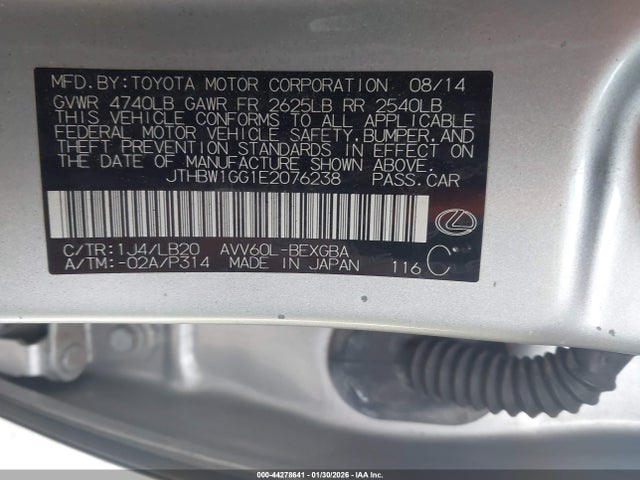 MFD.BY:TOYOTA MOTOR CORPORATION 08/14
GVWR 4740LB GAWR FR 2625LB RR 2540LB
THIS VEHICLE CONFORMS TO ALL APPLICABLE
FEDERAL MOTOR VEHICLE SAFETY,BUMPER,AND
THEFT PREVENTION STANDARDS IN EFFECT ON
THE DATE OF MANUFACTURE SHOWN ABOVE.
JTHBW1GG1E2076238 PASS.CAR
C/TR:1J4/LB20 AVV60L-BEXGBA
A/TM:-02A/P314 MADE IN JAPAN 116 C
000-44278641 - 01/30/2026 - IAA Inc.